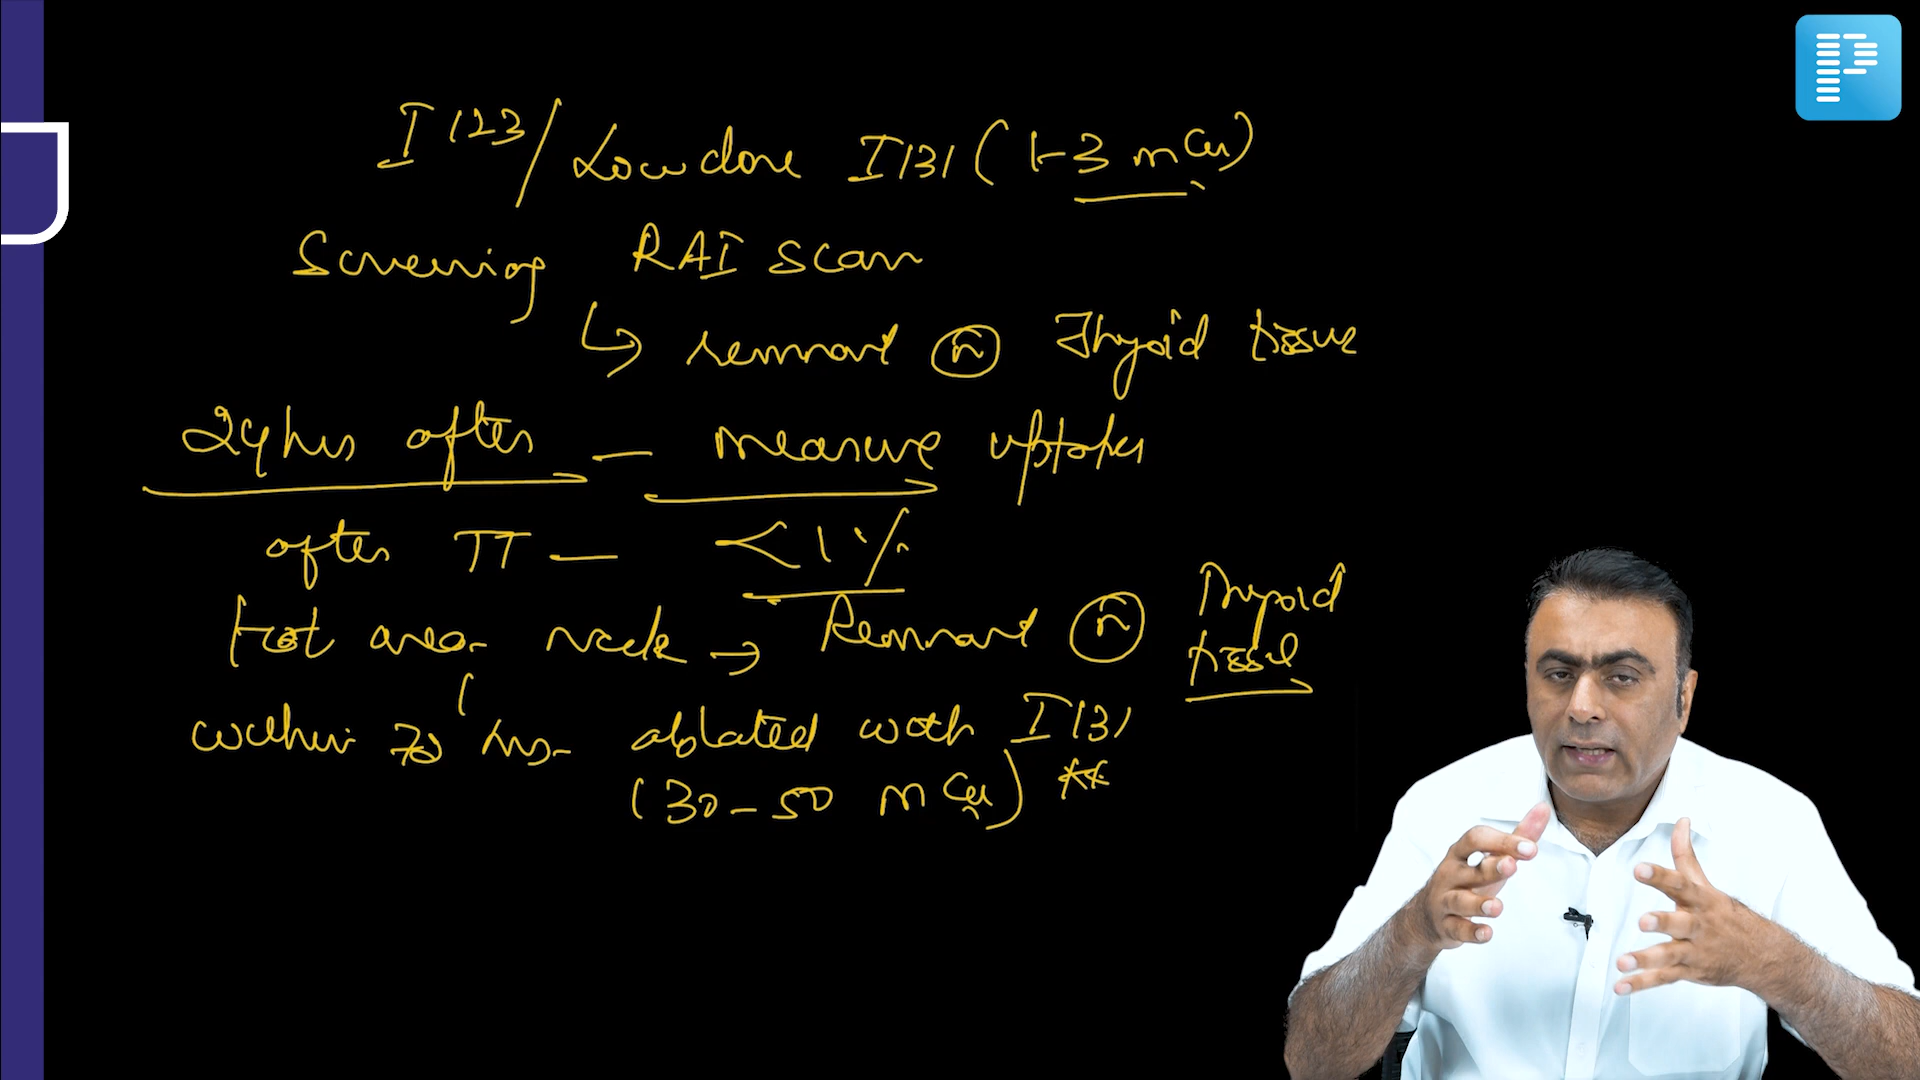 I 123 / Low dose I 131 ( 1-3 mCu )
Screening RAI scan
↳ remnant n Thyroid tissue
24 hrs after — measure uptake
after TT — < 1%
Hot area neck → Remnant n Thyroid tissue
within hrs ablated with I 131
( 30 - 50 mCu ) **
P